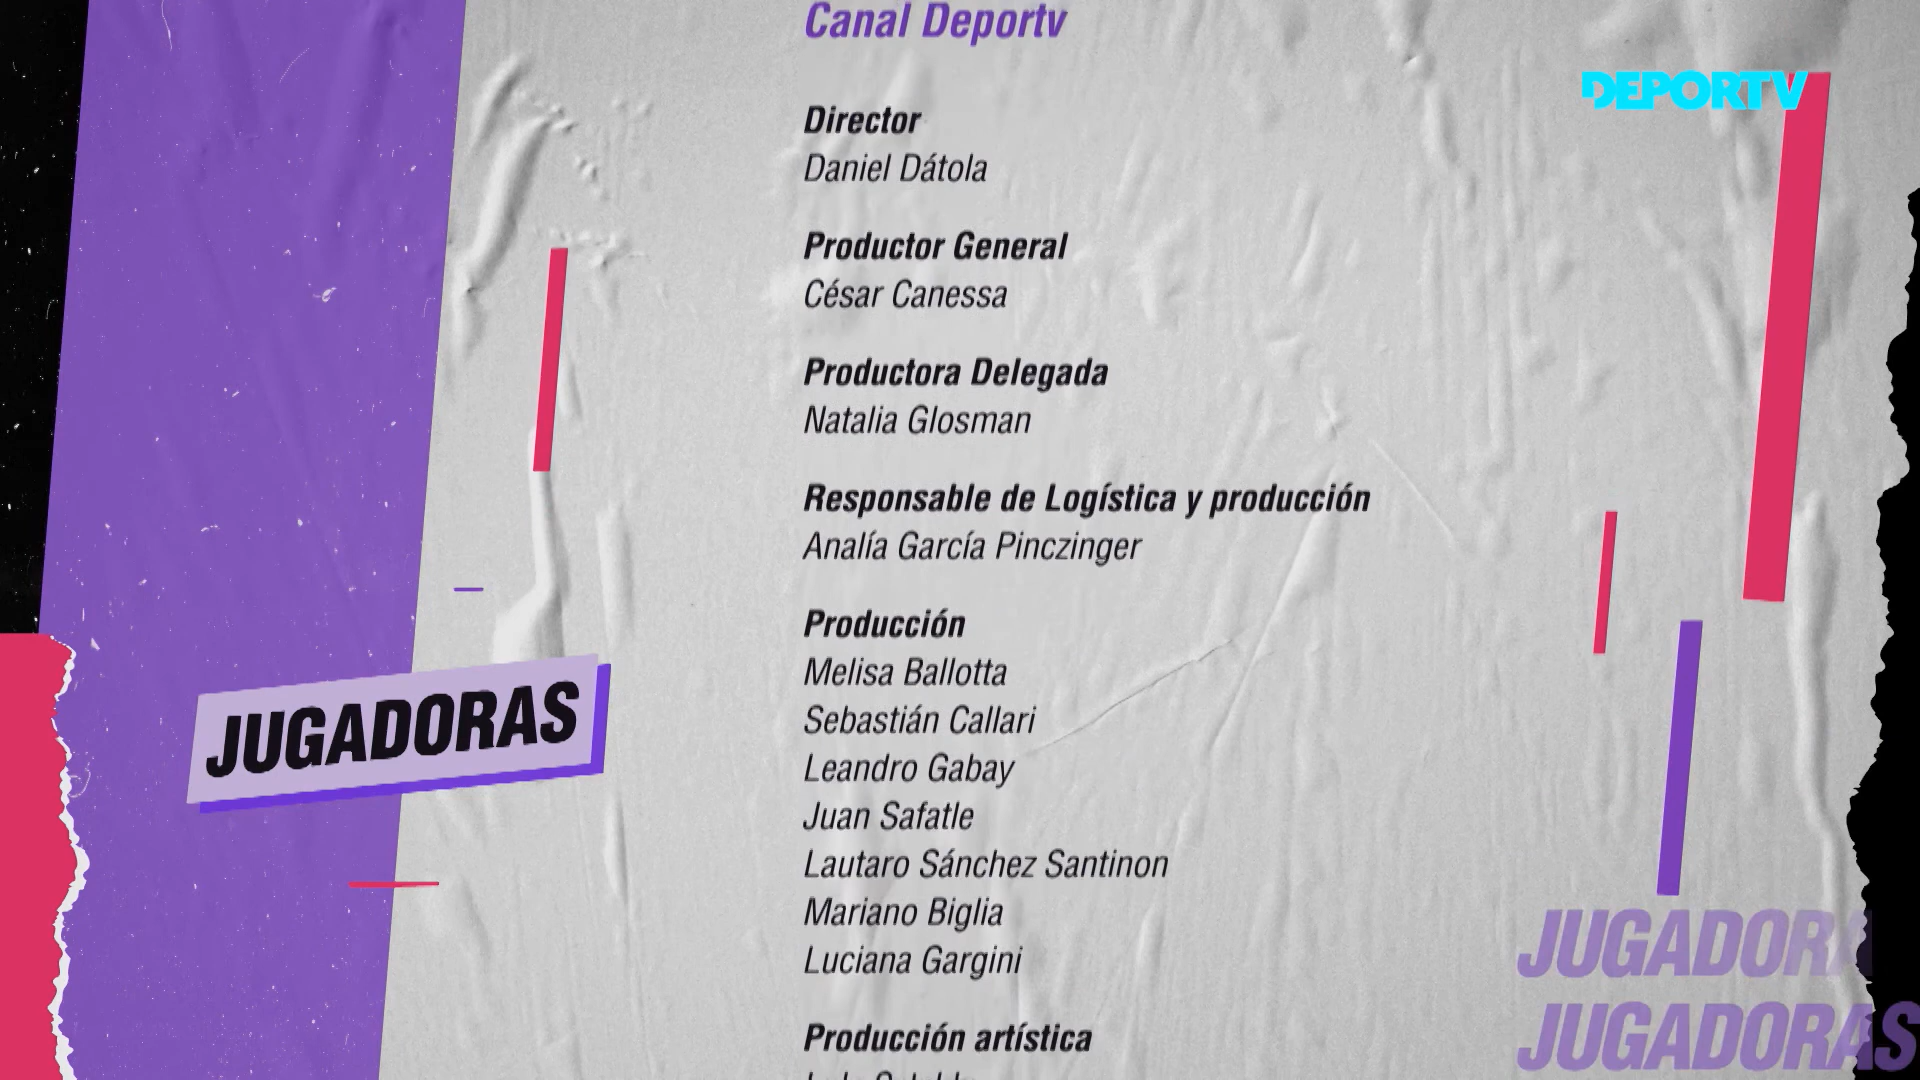 Canal Deportv
DEPORTV
Director
Daniel Dátola
Productor General
César Canessa
Productora Delegada
Natalia Glosman
Responsable de Logística y producción
Analía García Pinczinger
Producción
Melisa Ballotta
Sebastián Callari
Leandro Gabay
Juan Safatle
Lautaro Sánchez Santinon
Mariano Biglia
Luciana Gargini
Producción artística
JUGADORAS
JUGADORA
JUGADORAS